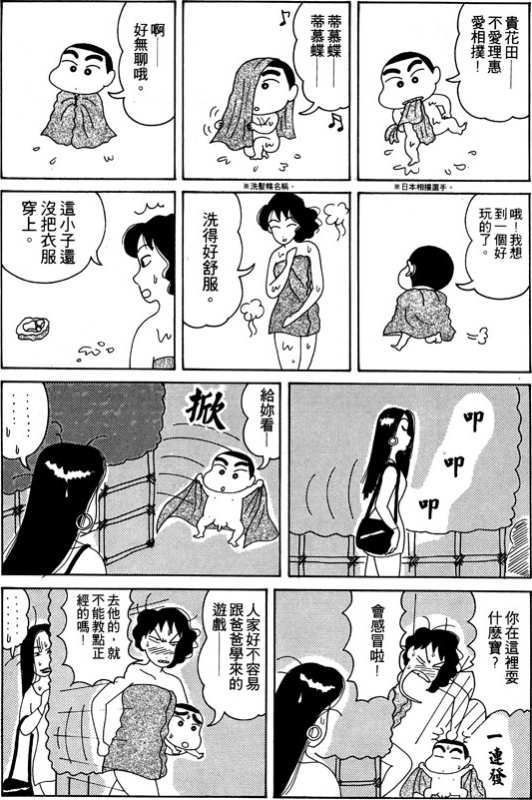 貴花田——
不愛理惠
愛相撲！
※日本相撲選手。
蒂慕蝶
蒂慕蝶——
※洗髮精名稱。
啊——
好無聊哦。
哦！我想
到一個好
玩的了。
洗得好舒服。
這小子還
沒把衣服
穿上。
叩
叩
叩
給妳看——
掀
………
………
你在這裡耍
什麼寶？
會感冒啦！
一連發
人家好不容易
跟爸爸學來的
遊戲——
去他的，就
不能教點正
經的嗎！
………